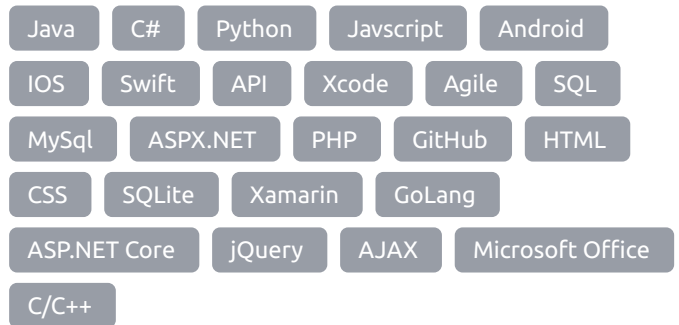 Java C# Python Javscript Android
IOS Swift API Xcode Agile SQL
MySql ASPX.NET PHP GitHub HTML
CSS SQLite Xamarin GoLang
ASP.NET Core jQuery AJAX Microsoft Office
C/C++